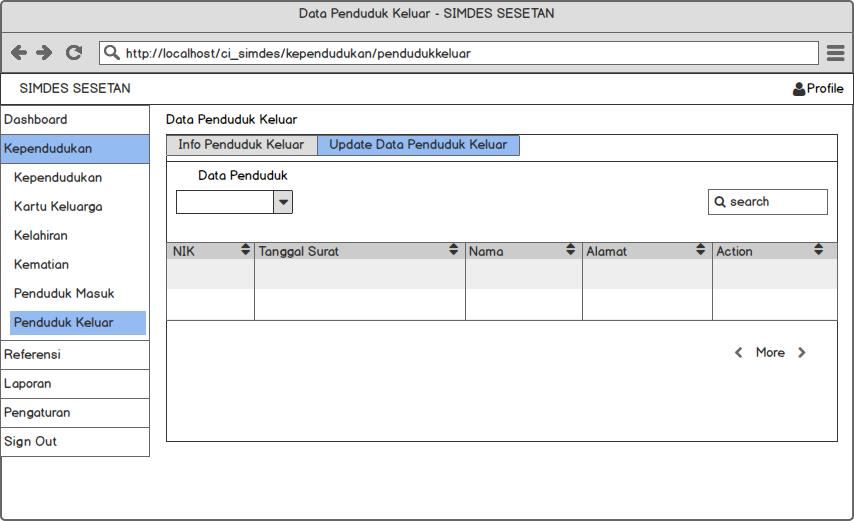 Data Penduduk Keluar - SIMDES SESETAN
http://localhost/ci_simdes/kependudukan/pendudukkeluar
SIMDES SESETAN
Profile
Dashboard
Kependudukan
Kependudukan
Kartu Keluarga
Kelahiran
Kematian
Penduduk Masuk
Penduduk Keluar
Referensi
Laporan
Pengaturan
Sign Out
Data Penduduk Keluar
Info Penduduk Keluar Update Data Penduduk Keluar
Data Penduduk
search
NIK Tanggal Surat Nama Alamat Action
More